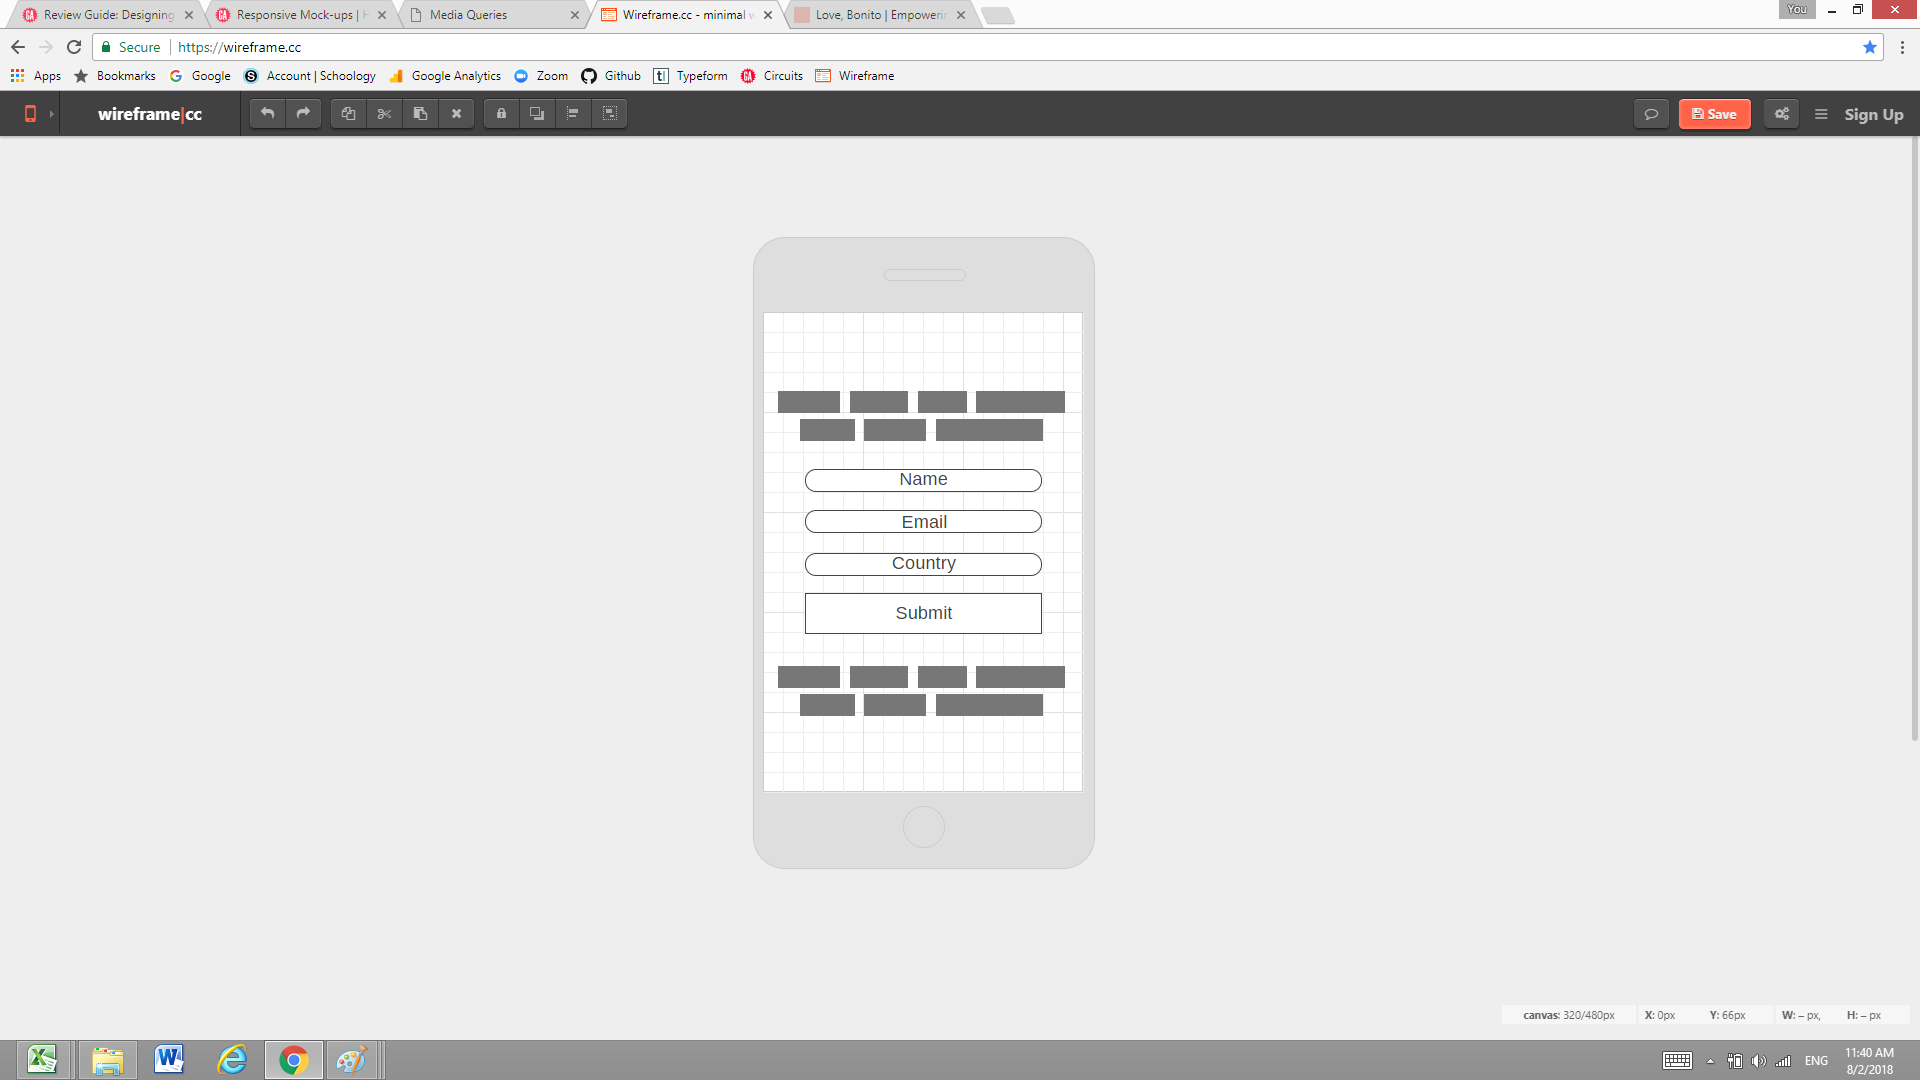 You
Review Guide: Designing
Responsive Mock-ups | H
Media Queries
Wireframe.cc - minimal w
Love, Bonito | Empowerin
Secure
https://wireframe.cc
Apps
Bookmarks
Google
Account | Schoology
Google Analytics
Zoom
Github
Typeform
Circuits
Wireframe
wireframe|cc
Save
Sign Up
Name
Email
Country
Submit
canvas: 320/480px
X: 0px
Y: 66px
W: – px,
H: – px
ENG
11:40 AM
8/2/2018